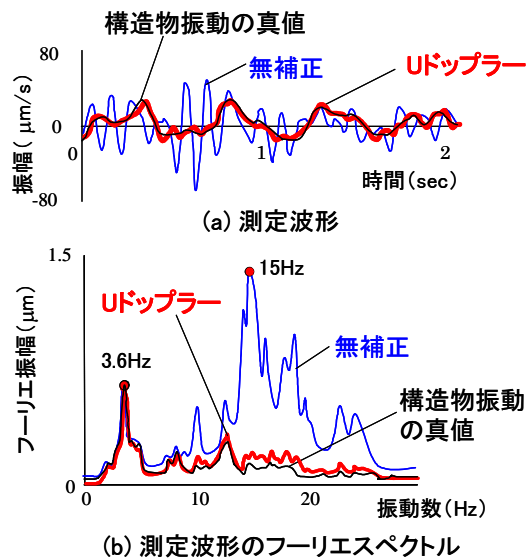 構造物振動の真値
80
無補正
Uドップラー
振幅( μm/s)
0
0
1
2
時間(sec)
-80
(a) 測定波形
1.5
15Hz
Uドップラー
3.6Hz
無補正
フーリエ振幅(μm)
構造物振動
の真値
0
0
10
20
振動数(Hz)
(b) 測定波形のフーリエスペクトル